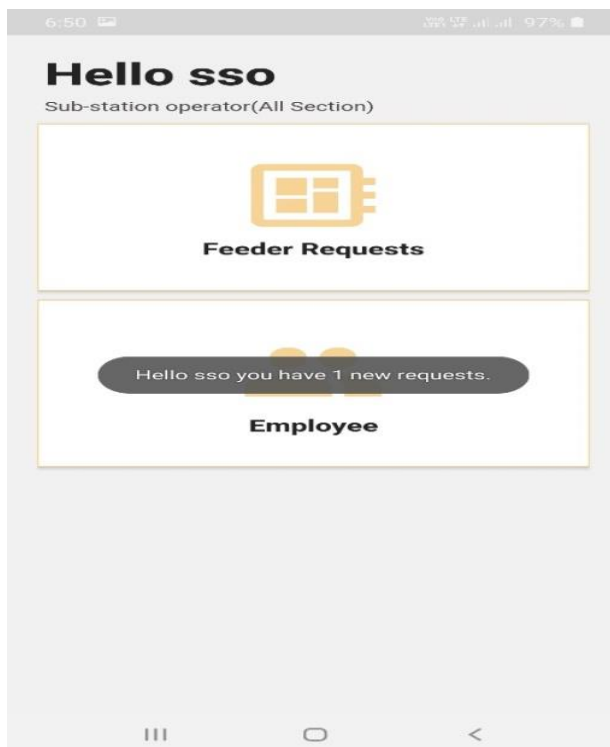 6:50
97%
Hello sso
Sub-station operator(All Section)
Feeder Requests
Hello sso you have 1 new requests.
Employee